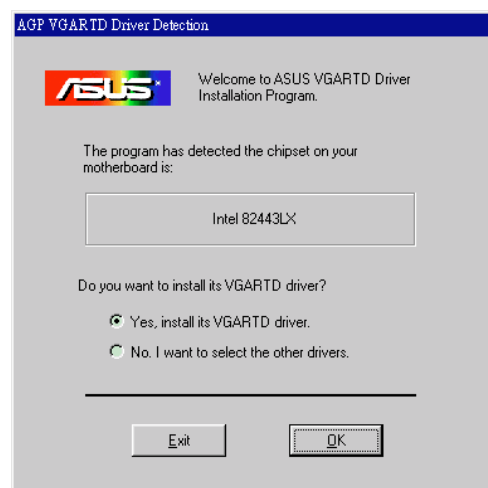 AGP VGARTD Driver Detection
ASUS
Welcome to ASUS VGARTD Driver
Installation Program.
The program has detected the chipset on your
motherboard is:
Intel 82443LX
Do you want to install its VGARTD driver?
Yes, install its VGARTD driver.
No. I want to select the other drivers.
Exit
OK